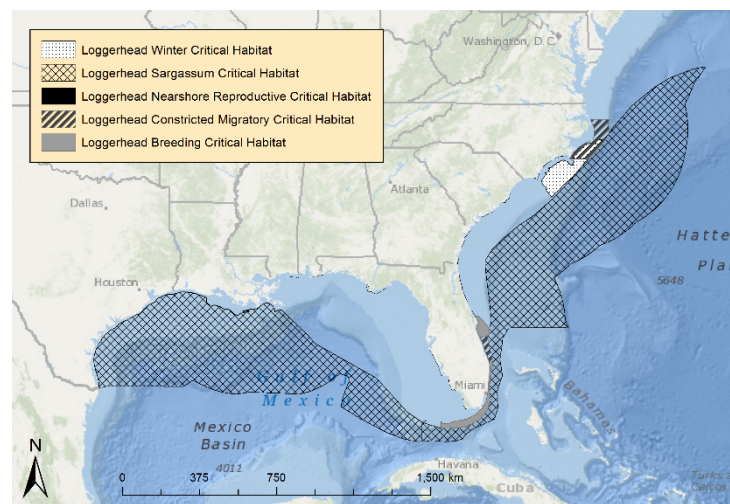 Loggerhead Winter Critical Habitat
Loggerhead Sargassum Critical Habitat
Loggerhead Nearshore Reproductive Critical Habitat
Loggerhead Constricted Migratory Critical Habitat
Loggerhead Breeding Critical Habitat
Washington, D.C.
Atlanta
Dallas
Hatte
Pla
5648
Houston
Gulf of
Mexico
Miami
Bahamas
Mexico
Basin
4011
Havana
Cuba
Turks a
N
0 375 750 1,500 km